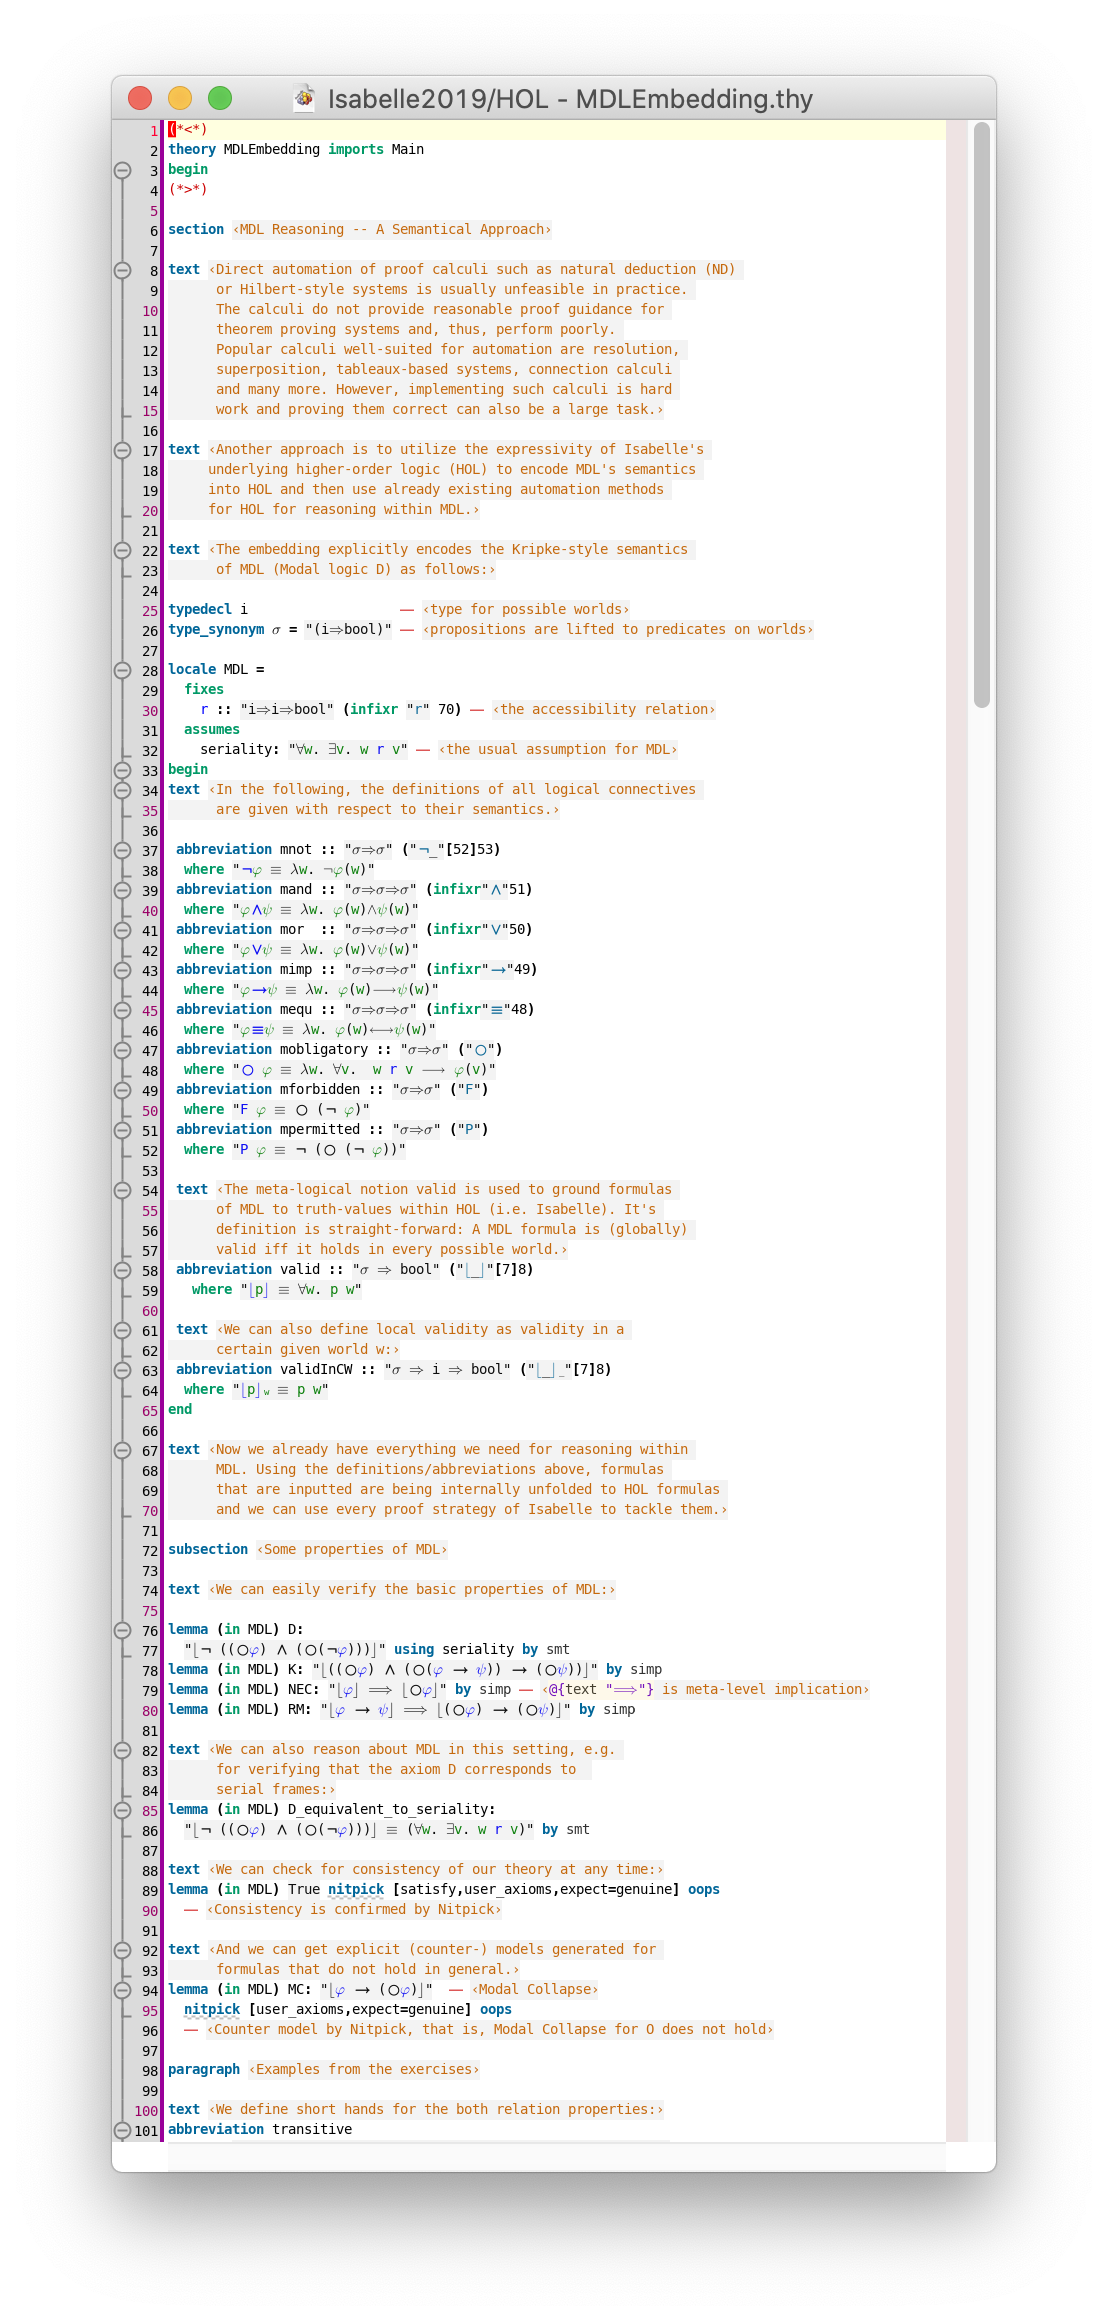 Isabelle2019/HOL - MDLEmbedding.thy
1 (*<*)
2 theory MDLEmbedding imports Main
3 begin
4 (*>*)
5
6 section ‹MDL Reasoning -- A Semantical Approach›
7
8 text ‹Direct automation of proof calculi such as natural deduction (ND)
9 or Hilbert-style systems is usually unfeasible in practice.
10 The calculi do not provide reasonable proof guidance for
11 theorem proving systems and, thus, perform poorly.
12 Popular calculi well-suited for automation are resolution,
13 superposition, tableaux-based systems, connection calculi
14 and many more. However, implementing such calculi is hard
15 work and proving them correct can also be a large task.›
16
17 text ‹Another approach is to utilize the expressivity of Isabelle's
18 underlying higher-order logic (HOL) to encode MDL's semantics
19 into HOL and then use already existing automation methods
20 for HOL for reasoning within MDL.›
21
22 text ‹The embedding explicitly encodes the Kripke-style semantics
23 of MDL (Modal logic D) as follows:›
24
25 typedecl i — ‹type for possible worlds›
26 type_synonym σ = "(i⇒bool)" — ‹propositions are lifted to predicates on worlds›
27
28 locale MDL =
29 fixes
30 r :: "i⇒i⇒bool" (infixr "r" 70) — ‹the accessibility relation›
31 assumes
32 seriality: "∀w. ∃v. w r v" — ‹the usual assumption for MDL›
33 begin
34 text ‹In the following, the definitions of all logical connectives
35 are given with respect to their semantics.›
36
37 abbreviation mnot :: "σ⇒σ" ("¬_"[52]53)
38 where "¬φ ≡ λw. ¬φ(w)"
39 abbreviation mand :: "σ⇒σ⇒σ" (infixr"∧"51)
40 where "φ∧ψ ≡ λw. φ(w)∧ψ(w)"
41 abbreviation mor :: "σ⇒σ⇒σ" (infixr"∨"50)
42 where "φ∨ψ ≡ λw. φ(w)∨ψ(w)"
43 abbreviation mimp :: "σ⇒σ⇒σ" (infixr"→"49)
44 where "φ→ψ ≡ λw. φ(w)⟶ψ(w)"
45 abbreviation mequ :: "σ⇒σ⇒σ" (infixr"≡"48)
46 where "φ≡ψ ≡ λw. φ(w)⟷ψ(w)"
47 abbreviation mobligatory :: "σ⇒σ" ("○")
48 where "○ φ ≡ λw. ∀v. w r v ⟶ φ(v)"
49 abbreviation mforbidden :: "σ⇒σ" ("F")
50 where "F φ ≡ ○ (¬ φ)"
51 abbreviation mpermitted :: "σ⇒σ" ("P")
52 where "P φ ≡ ¬ (○ (¬ φ))"
53
54 text ‹The meta-logical notion valid is used to ground formulas
55 of MDL to truth-values within HOL (i.e. Isabelle). It's
56 definition is straight-forward: A MDL formula is (globally)
57 valid iff it holds in every possible world.›
58 abbreviation valid :: "σ ⇒ bool" ("⌊_⌋"[7]8)
59 where "⌊p⌋ ≡ ∀w. p w"
60
61 text ‹We can also define local validity as validity in a
62 certain given world w:›
63 abbreviation validInCW :: "σ ⇒ i ⇒ bool" ("⌊_⌋_"[7]8)
64 where "⌊p⌋w ≡ p w"
65 end
66
67 text ‹Now we already have everything we need for reasoning within
68 MDL. Using the definitions/abbreviations above, formulas
69 that are inputted are being internally unfolded to HOL formulas
70 and we can use every proof strategy of Isabelle to tackle them.›
71
72 subsection ‹Some properties of MDL›
73
74 text ‹We can easily verify the basic properties of MDL:›
75
76 lemma (in MDL) D:
77 "⌊¬ ((○φ) ∧ (○(¬φ)))⌋" using seriality by smt
78 lemma (in MDL) K: "⌊((○φ) ∧ (○(φ → ψ)) → (○ψ))⌋" by simp
79 lemma (in MDL) NEC: "⌊φ⌋ ⟹ ⌊○φ⌋" by simp — ‹@{text "⟹"} is meta-level implication›
80 lemma (in MDL) RM: "⌊φ → ψ⌋ ⟹ ⌊(○φ) → (○ψ)⌋" by simp
81
82 text ‹We can also reason about MDL in this setting, e.g.
83 for verifying that the axiom D corresponds to
84 serial frames:›
85 lemma (in MDL) D_equivalent_to_seriality:
86 "⌊¬ ((○φ) ∧ (○(¬φ)))⌋ ≡ (∀w. ∃v. w r v)" by smt
87
88 text ‹We can check for consistency of our theory at any time:›
89 lemma (in MDL) True nitpick [satisfy,user_axioms,expect=genuine] oops
90 — ‹Consistency is confirmed by Nitpick›
91
92 text ‹And we can get explicit (counter-) models generated for
93 formulas that do not hold in general.›
94 lemma (in MDL) MC: "⌊φ → (○φ)⌋" — ‹Modal Collapse›
95 nitpick [user_axioms,expect=genuine] oops
96 — ‹Counter model by Nitpick, that is, Modal Collapse for O does not hold›
97
98 paragraph ‹Examples from the exercises›
99
100 text ‹We define short hands for the both relation properties:›
101 abbreviation transitive